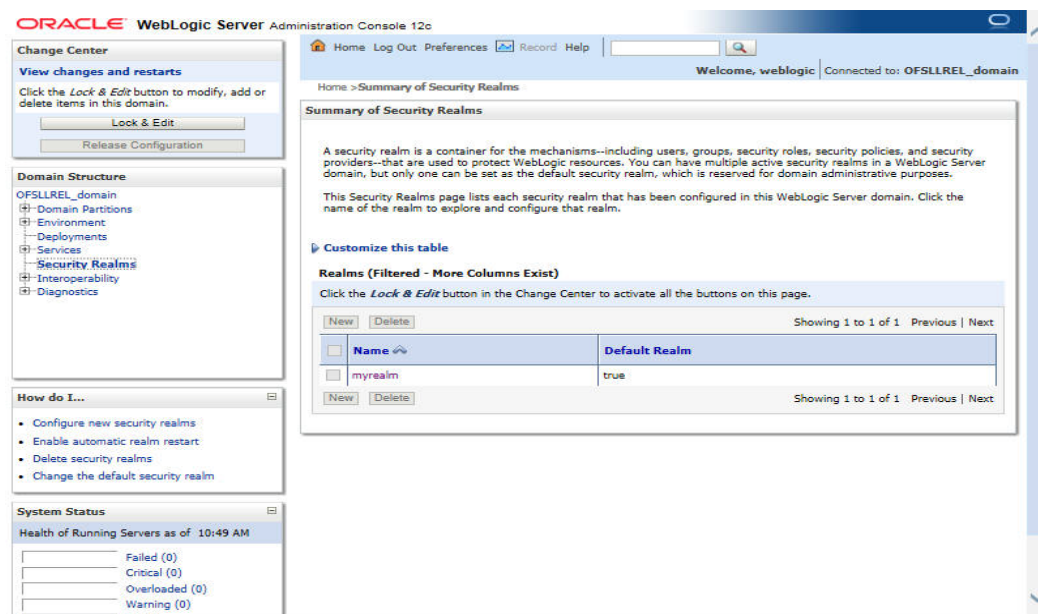 ORACLE WebLogic Server Administration Console 12c
Change Center
View changes and restarts
Click the Lock & Edit button to modify, add or
delete items in this domain.
Lock & Edit
Release Configuration
Domain Structure
OFSLLREL_domain
Domain Partitions
Environment
Deployments
Services
Security Realms
Interoperability
Diagnostics
How do I...
Configure new security realms
Enable automatic realm restart
Delete security realms
Change the default security realm
System Status
Health of Running Servers as of 10:49 AM
Failed (0)
Critical (0)
Overloaded (0)
Warning (0)
Home Log Out Preferences Record Help
Welcome, weblogic Connected to: OFSLLREL_domain
Home >Summary of Security Realms
Summary of Security Realms
A security realm is a container for the mechanisms--including users, groups, security roles, security policies, and security
providers--that are used to protect WebLogic resources. You can have multiple active security realms in a WebLogic Server
domain, but only one can be set as the default security realm, which is reserved for domain administrative purposes.
This Security Realms page lists each security realm that has been configured in this WebLogic Server domain. Click the
name of the realm to explore and configure that realm.
Customize this table
Realms (Filtered - More Columns Exist)
Click the Lock & Edit button in the Change Center to activate all the buttons on this page.
New Delete Showing 1 to 1 of 1 Previous | Next
Name Default Realm
myrealm true
New Delete Showing 1 to 1 of 1 Previous | Next